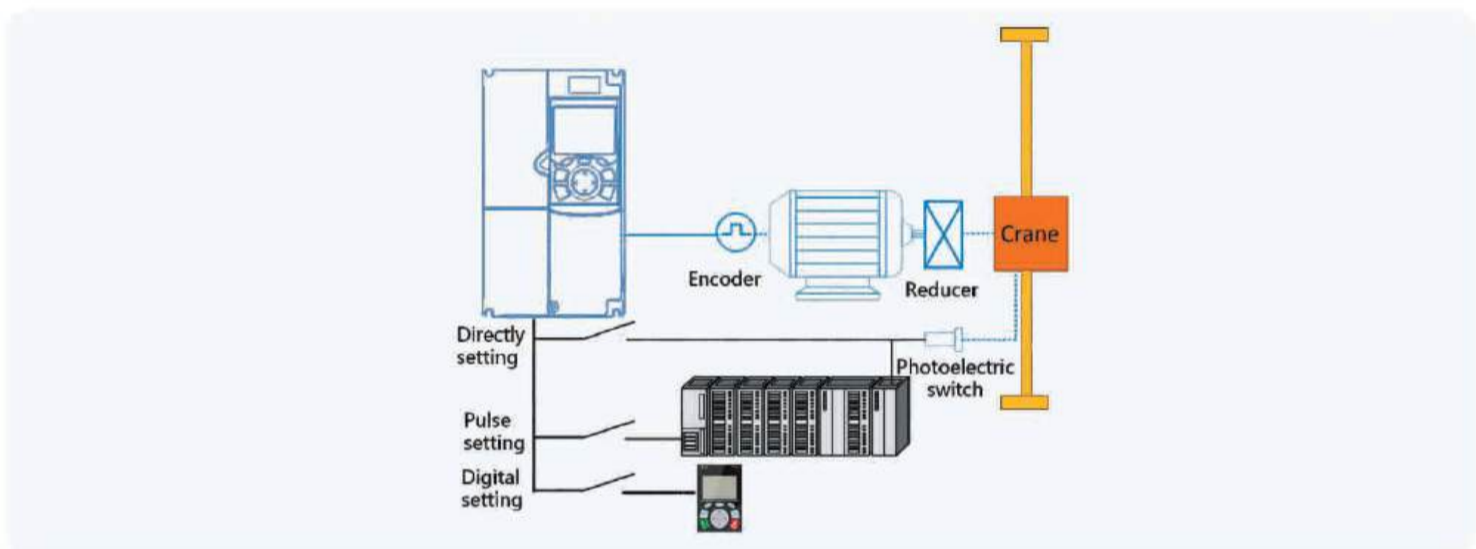 Crane
Encoder
Reducer
Directly
setting
Photoelectric
switch
Pulse
setting
Digital
setting